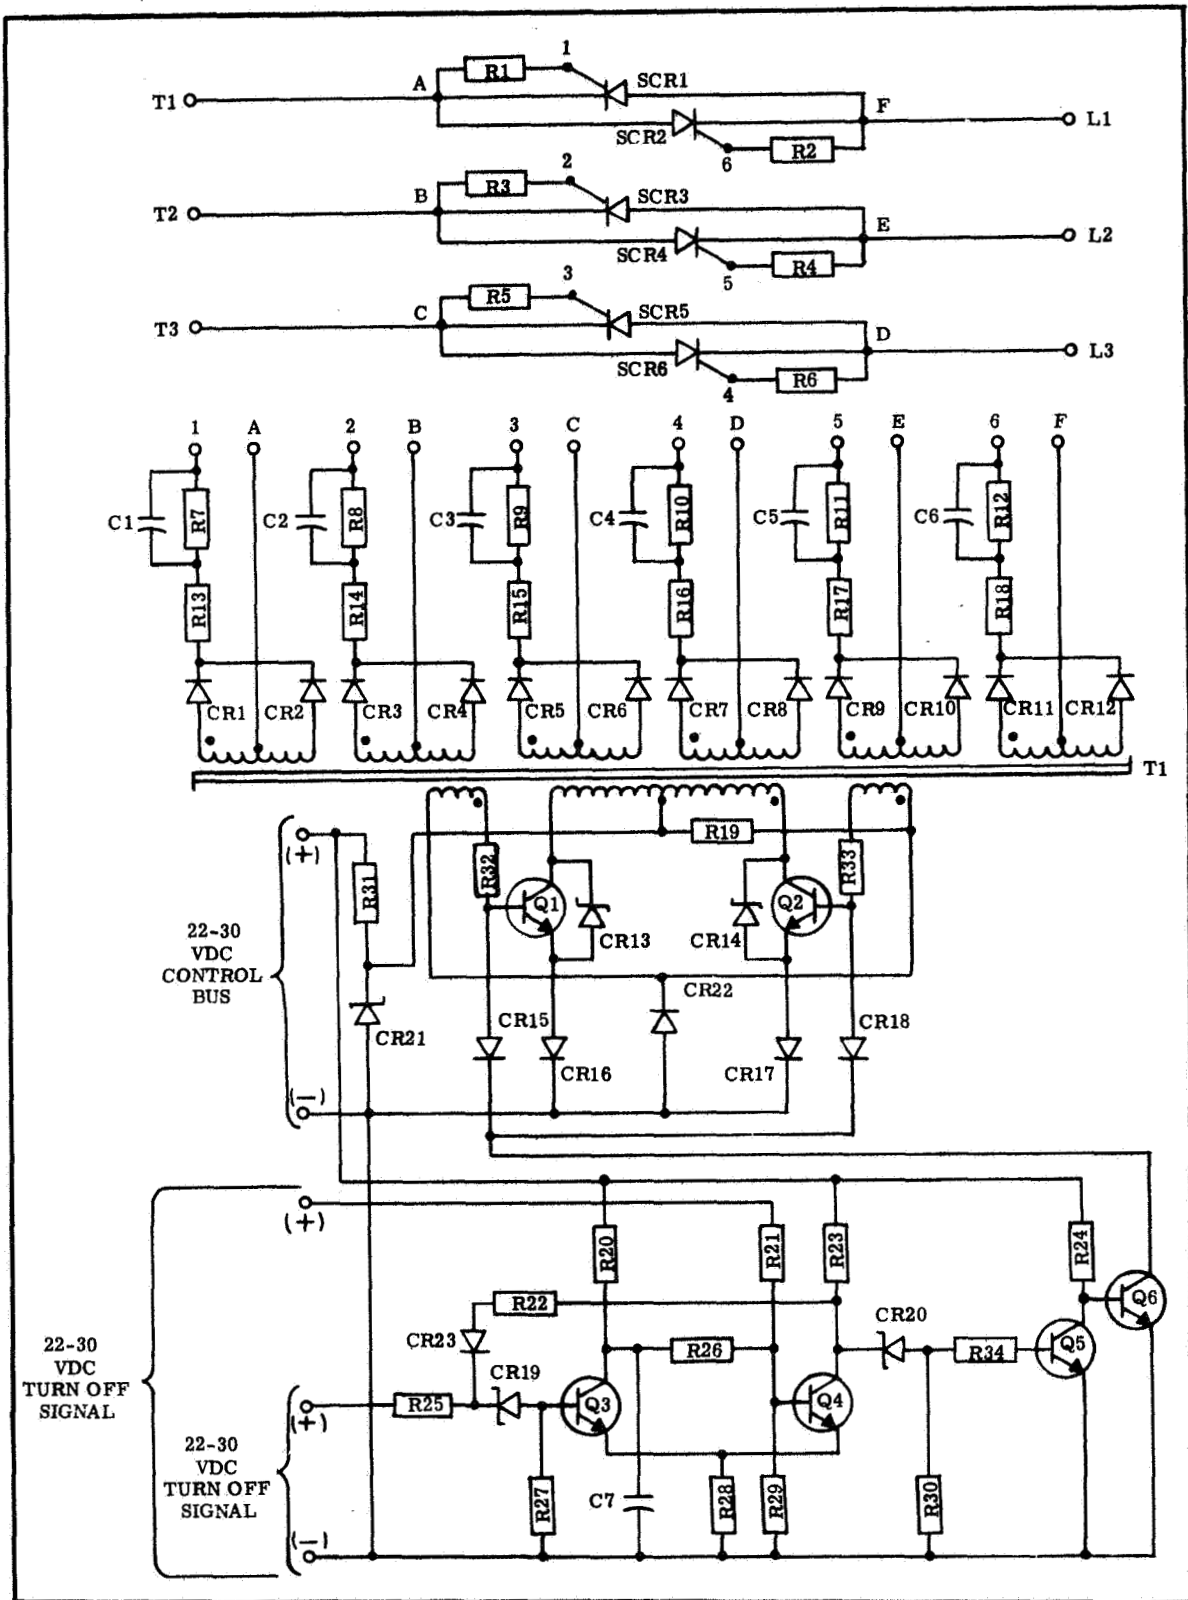 1
A R1 SCR1
T1 F L1
SCR2 R2
6
2
B R3 SCR3
T2 E L2
SCR4 R4
5
3
C R5 SCR5
T3 D L3
SCR6 R6
4
1 A 2 B 3 C 4 D 5 E 6 F
C1 R7 C2 R8 C3 R9 C4 R10 C5 R11 C6 R12
R13 R14 R15 R16 R17 R18
CR1 CR2 CR3 CR4 CR5 CR6 CR7 CR8 CR9 CR10 CR11 CR12
T1
(+) R31 R32 R19 R33
Q1 Q2
CR13 CR14
22-30
VDC
CONTROL
BUS
CR22
CR21 CR15 CR18
CR16 CR17
(-)
(+)
R20 R21 R23 R24
R22 CR20 Q6
CR23 R26 R34 Q5
CR19
22-30
VDC
TURN OFF
SIGNAL
(+) R25 Q3 Q4
22-30
VDC
TURN OFF
SIGNAL
R27 C7 R28 R29 R30
(-)